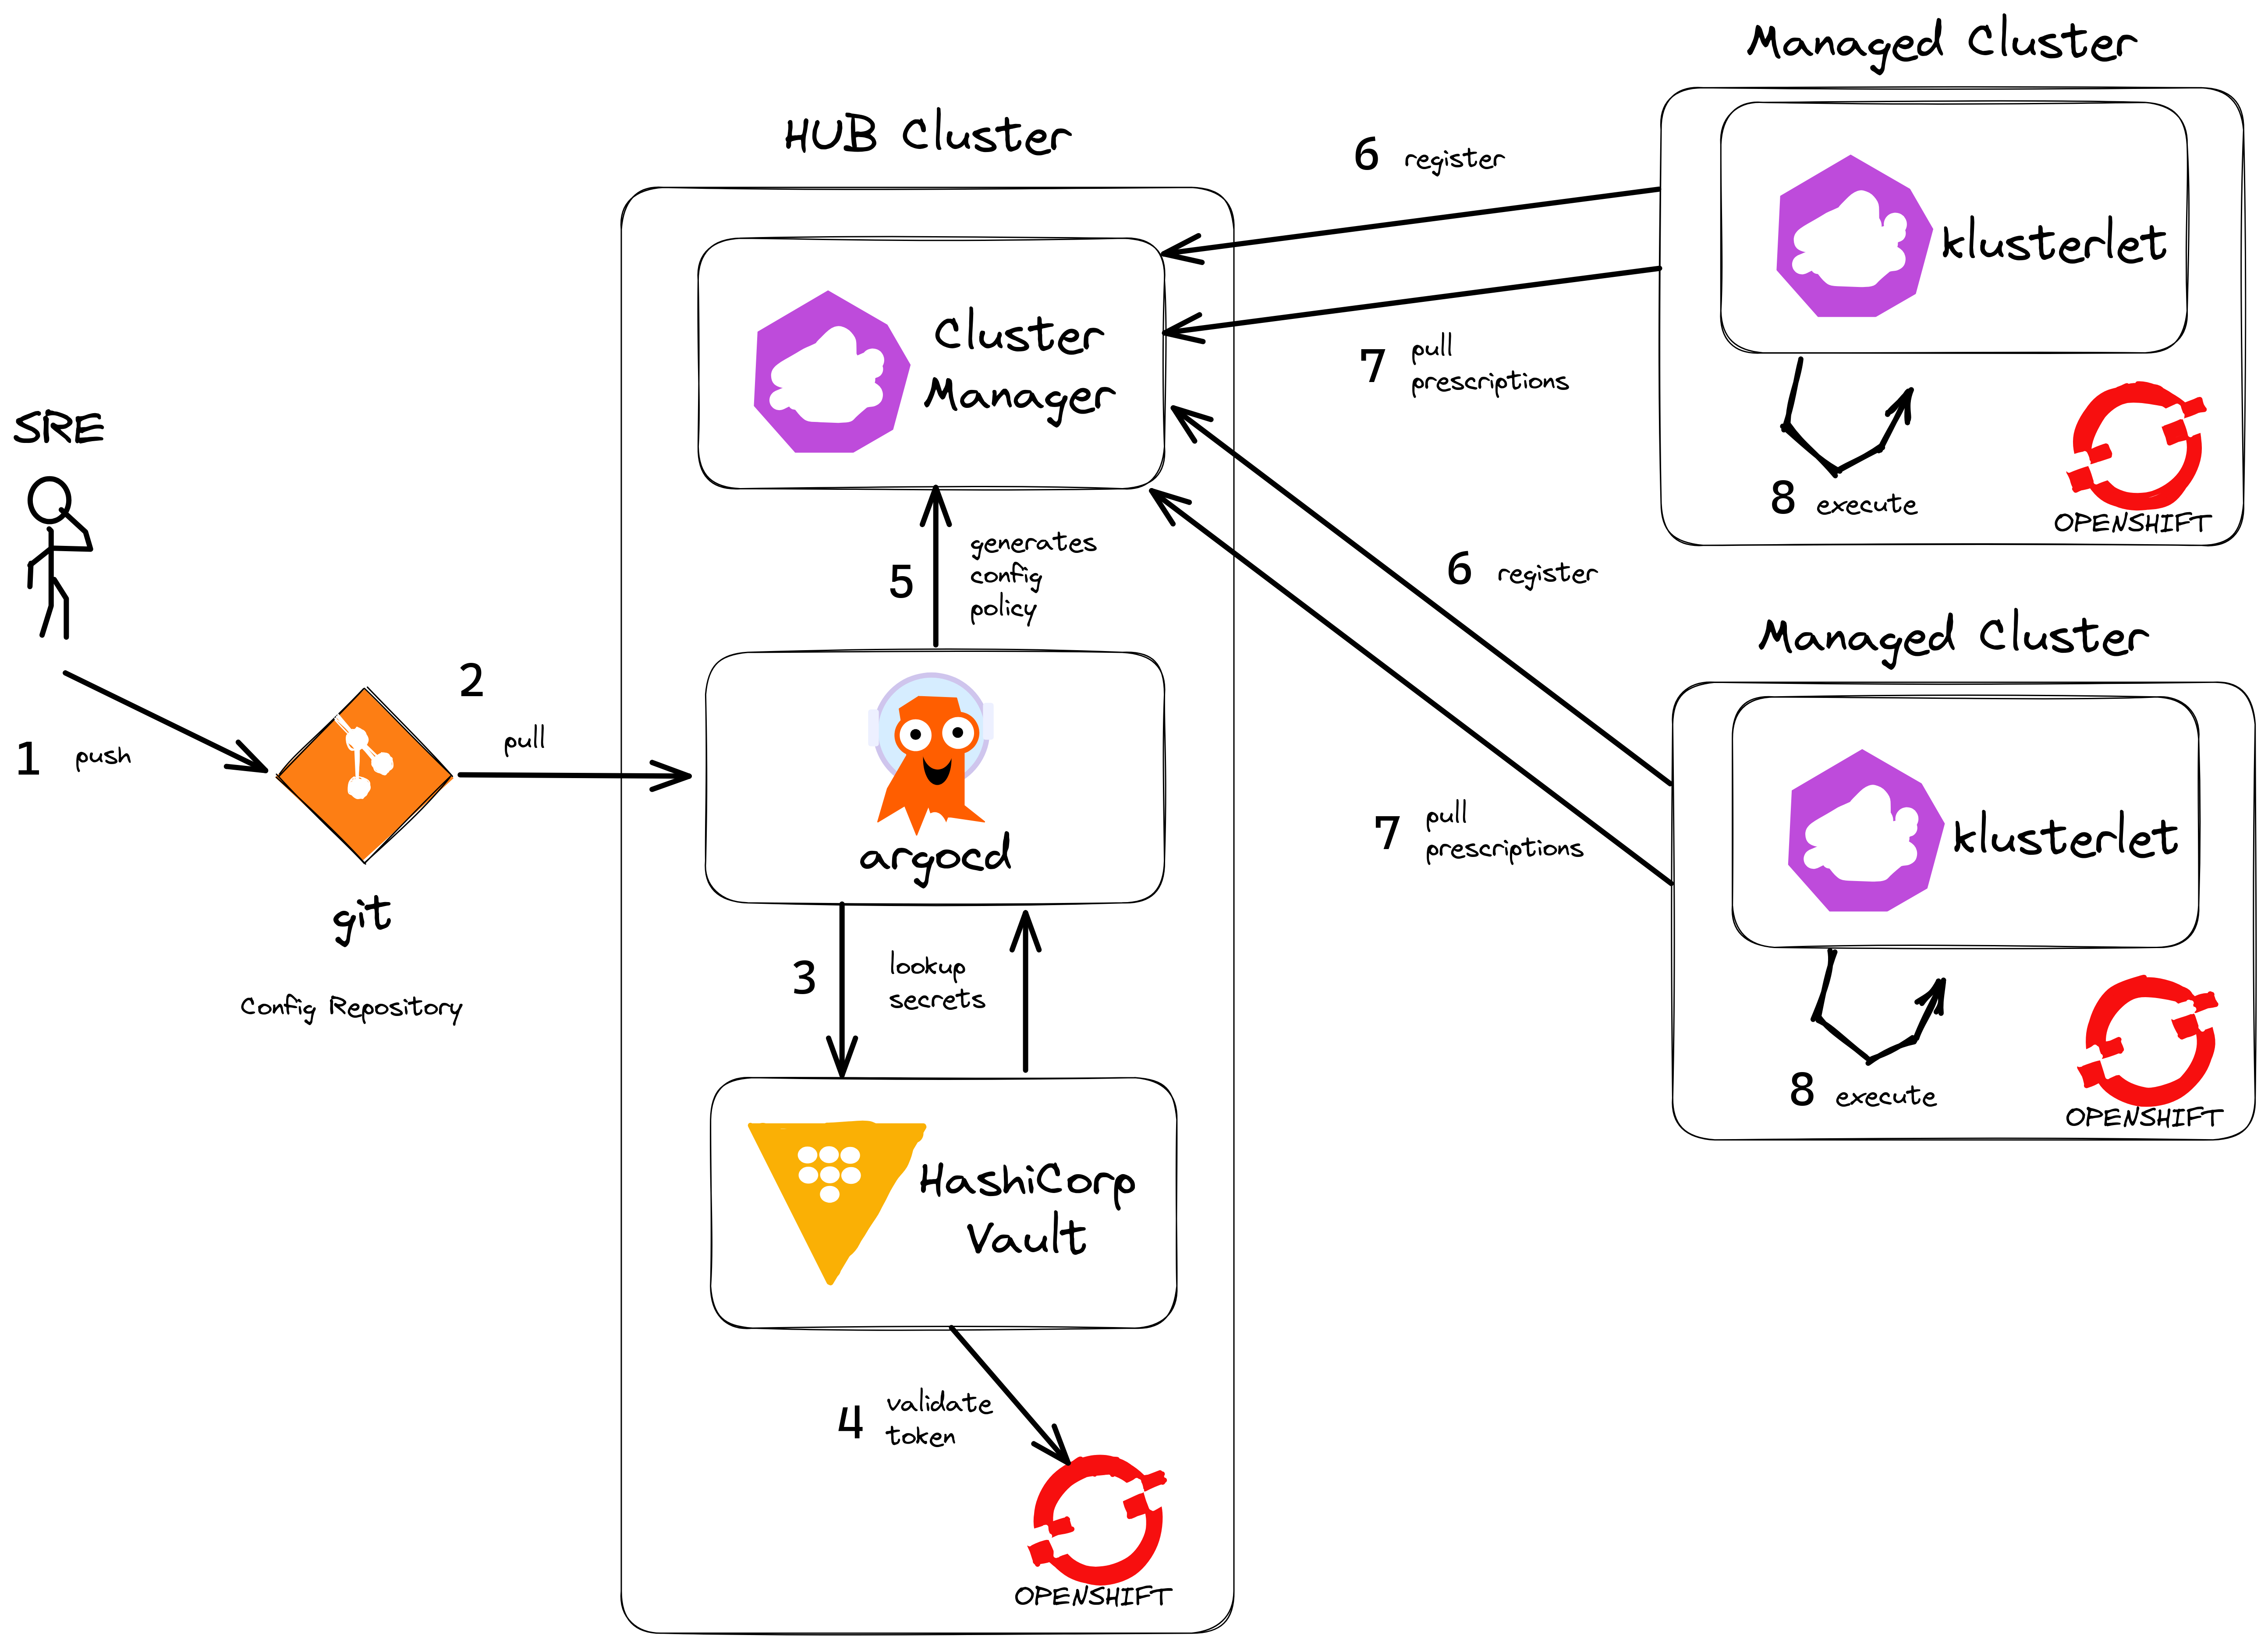 Managed Cluster
HUB Cluster
6 register
klusterlet
Cluster
Manager
7 pull
prescriptions
SRE
8 execute
OPENSHIFT
5 generates
config
policy
6 register
Managed Cluster
2
pull
1 push
7 pull
prescriptions
klusterlet
argocd
git
3 lookup
secrets
Config Repository
8 execute
OPENSHIFT
HashiCorp
Vault
4 validate
token
OPENSHIFT